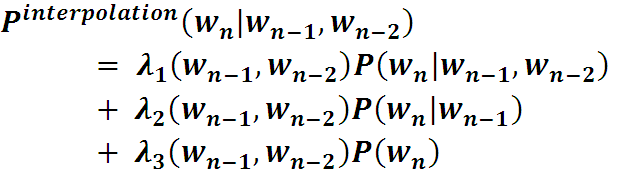 P^{interpolation}(w_n|w_{n-1}, w_{n-2})
= λ_1(w_{n-1}, w_{n-2})P(w_n|w_{n-1}, w_{n-2})
+ λ_2(w_{n-1}, w_{n-2})P(w_n|w_{n-1})
+ λ_3(w_{n-1}, w_{n-2})P(w_n)